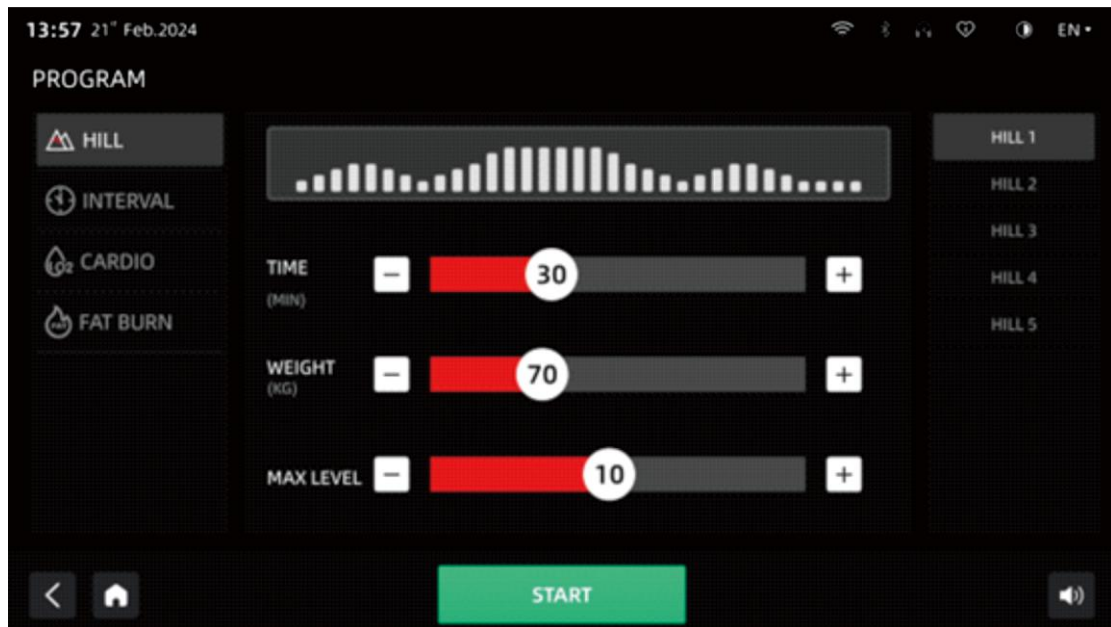 13:57 21st Feb.2024
EN
PROGRAM
HILL
INTERVAL
CARDIO
FAT BURN
TIME
(MIN)
30
WEIGHT
(KG)
70
MAX LEVEL
10
HILL 1
HILL 2
HILL 3
HILL 4
HILL 5
START